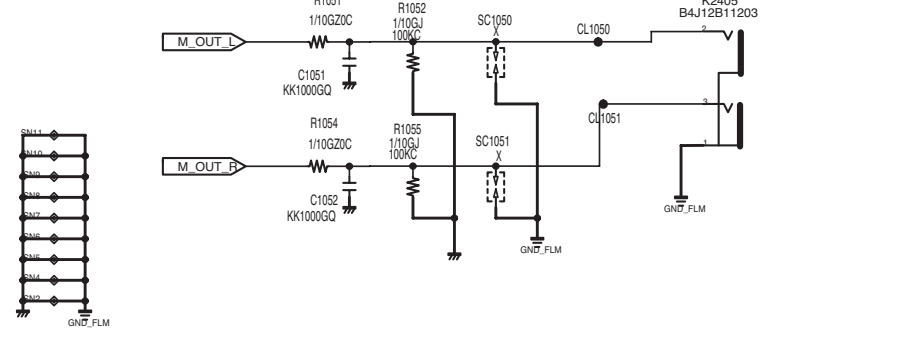 R1051
1/10GZ0C
M_OUT_L
C1051
KK1000GQ
R1052
1/10GJ
100KC
SC1050
X
CL1050
K2405
B4J12B11203
2
3
1
CL1051
GND_FLM
R1054
1/10GZ0C
M_OUT_R
C1052
KK1000GQ
R1055
1/10GJ
100KC
SC1051
X
GND_FLM
SN11
SN10
SN9
SN8
SN7
SN6
SN5
SN4
GND_FLM